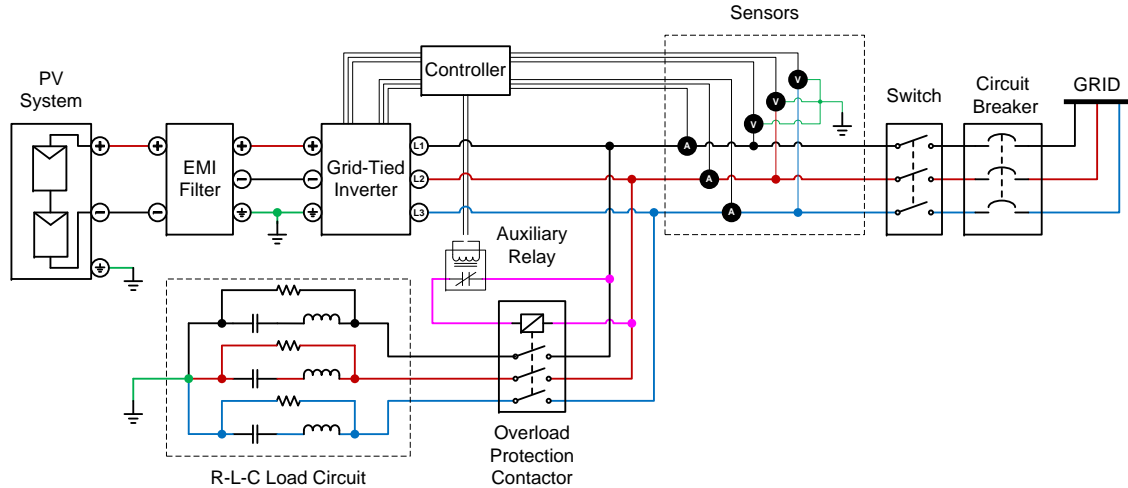 Sensors
PV
System
Controller
Switch
Circuit
Breaker
GRID
EMI
Filter
Grid-Tied
Inverter
L1
L2
L3
V
V
V
A
A
A
Auxiliary
Relay
Overload
Protection
Contactor
R-L-C Load Circuit